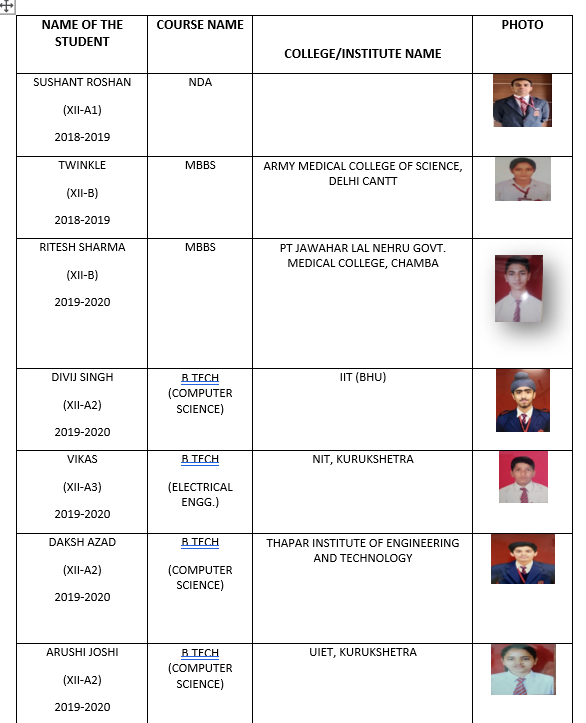 NAME OF THE STUDENT
COURSE NAME
COLLEGE/INSTITUTE NAME
PHOTO
SUSHANT ROSHAN
(XII-A1)
2018-2019
NDA
TWINKLE
(XII-B)
2018-2019
MBBS
ARMY MEDICAL COLLEGE OF SCIENCE,
DELHI CANTT
RITESH SHARMA
(XII-B)
2019-2020
MBBS
PT JAWAHAR LAL NEHRU GOVT.
MEDICAL COLLEGE, CHAMBA
DIVIJ SINGH
(XII-A2)
2019-2020
B.TECH
(COMPUTER
SCIENCE)
IIT (BHU)
VIKAS
(XII-A3)
2019-2020
B.TECH
(ELECTRICAL
ENGG.)
NIT, KURUKSHETRA
DAKSH AZAD
(XII-A2)
2019-2020
B.TECH
(COMPUTER
SCIENCE)
THAPAR INSTITUTE OF ENGINEERING
AND TECHNOLOGY
ARUSHI JOSHI
(XII-A2)
2019-2020
B.TECH
(COMPUTER
SCIENCE)
UIET, KURUKSHETRA